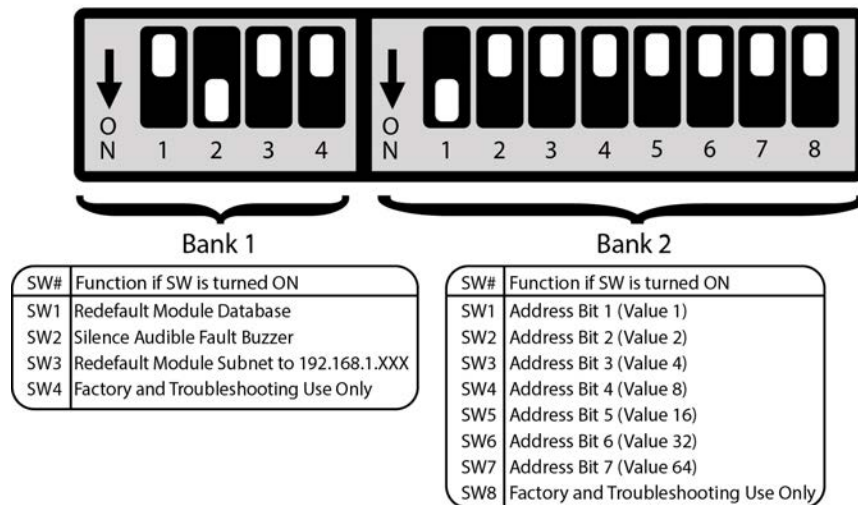 ON 1 2 3 4
ON 1 2 3 4 5 6 7 8
Bank 1
SW# Function if SW is turned ON
SW1 Redefault Module Database
SW2 Silence Audible Fault Buzzer
SW3 Redefault Module Subnet to 192.168.1.XXX
SW4 Factory and Troubleshooting Use Only
Bank 2
SW# Function if SW is turned ON
SW1 Address Bit 1 (Value 1)
SW2 Address Bit 2 (Value 2)
SW3 Address Bit 3 (Value 4)
SW4 Address Bit 4 (Value 8)
SW5 Address Bit 5 (Value 16)
SW6 Address Bit 6 (Value 32)
SW7 Address Bit 7 (Value 64)
SW8 Factory and Troubleshooting Use Only